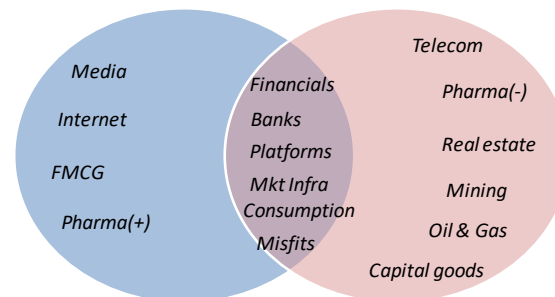 Media
Internet
FMCG
Pharma(+)
Financials
Banks
Platforms
Mkt Infra
Consumption
Misfits
Telecom
Pharma(-)
Real estate
Mining
Oil & Gas
Capital goods